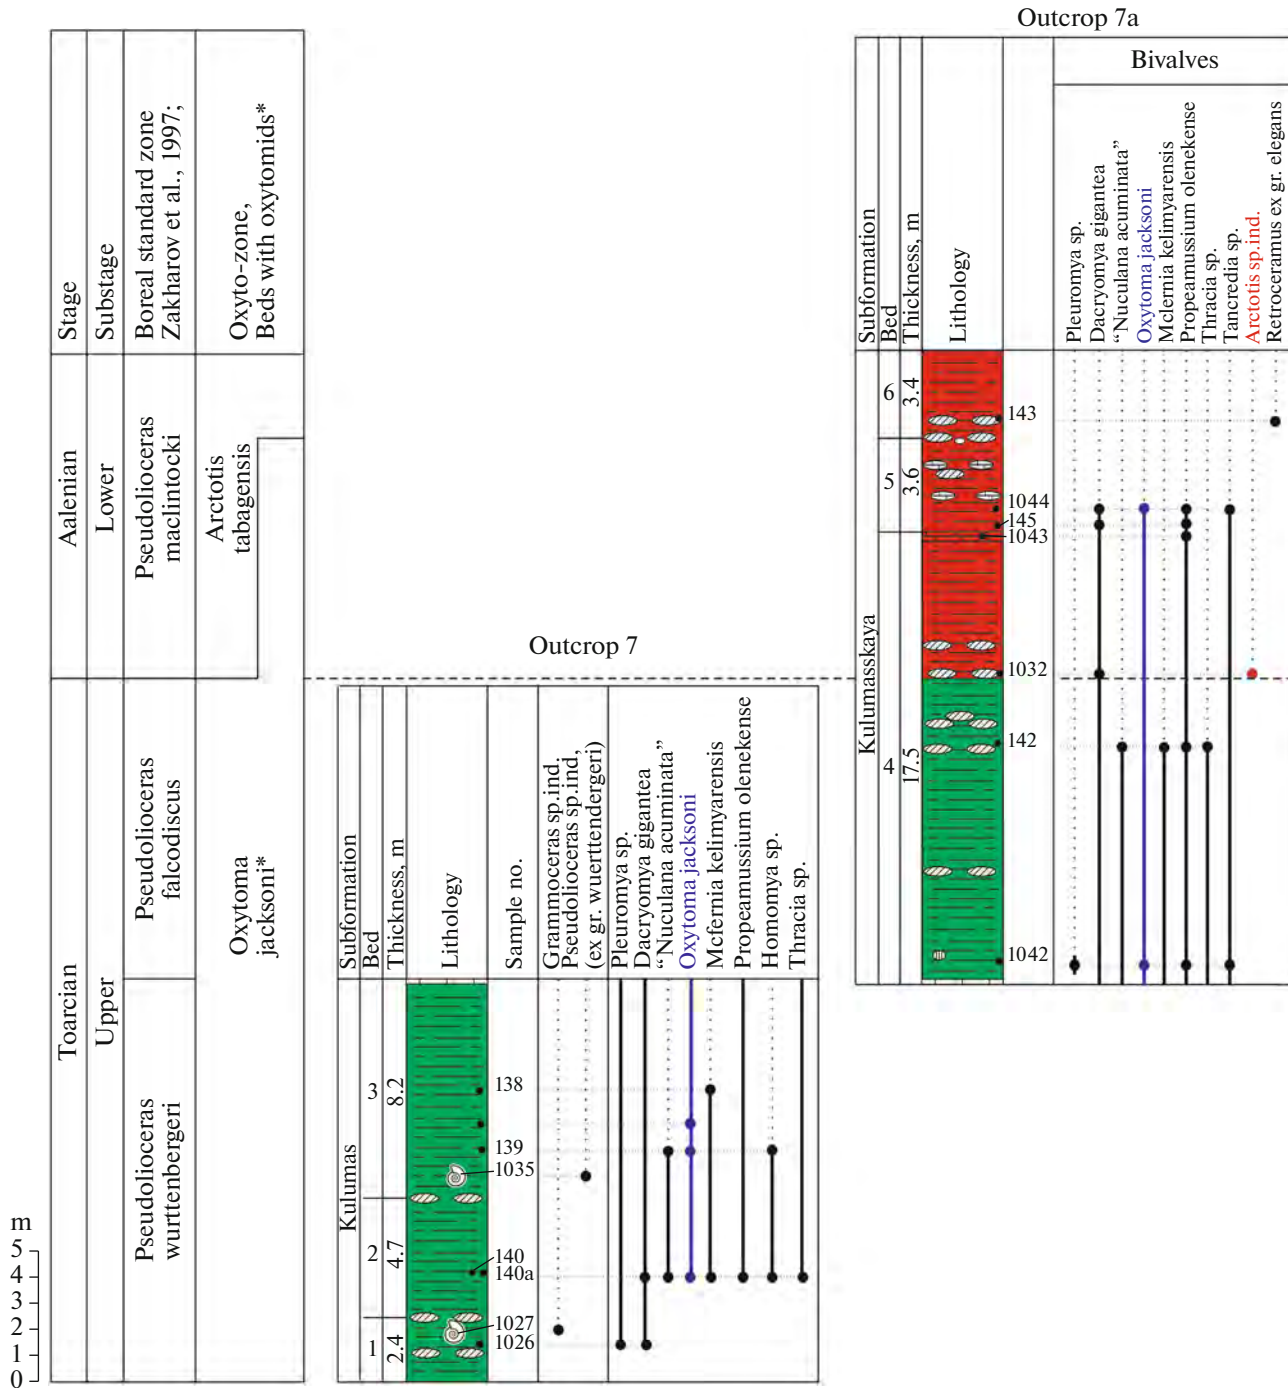 Outcrop 7a
Stage
Substage
Boreal standard zone
Zakharov et al., 1997;
Oxyto-zone,
Beds with oxytomids*
Aalenian
Lower
Pseudolioceras
maclintocki
Arctotis
tabagensis
Toarcian
Upper
Pseudolioceras
falcodiscus
Pseudolioceras
wurttenbergeri
Oxytoma
jacksoni*
m
5
4
3
2
1
0
Outcrop 7
Subformation
Bed
Thickness, m
Lithology
Sample no.
Grammoceras sp.ind.
Pseudolioceras sp.ind,
(ex gr. wuerttendergeri)
Pleuromya sp.
Dacryomya gigantea
“Nuculana acuminata”
Oxytoma jacksoni
Mcfernia kelimyarensis
Propeamussium olenekense
Homomya sp.
Thracia sp.
Kulumas
3
8.2
2
4.7
1
2.4
138
139
1035
140
140a
1027
1026
Subformation
Bed
Thickness, m
Lithology
Bivalves
Pleuromya sp.
Dacryomya gigantea
“Nuculana acuminata”
Oxytoma jacksoni
Mclernia kelimyarensis
Propeamussium olenekense
Thracia sp.
Tancredia sp.
Arctotis sp.ind.
Retroceramus ex gr. elegans
Kulumasskaya
6
3.4
5
3.6
4
17.5
143
1044
145
1043
1032
142
1042